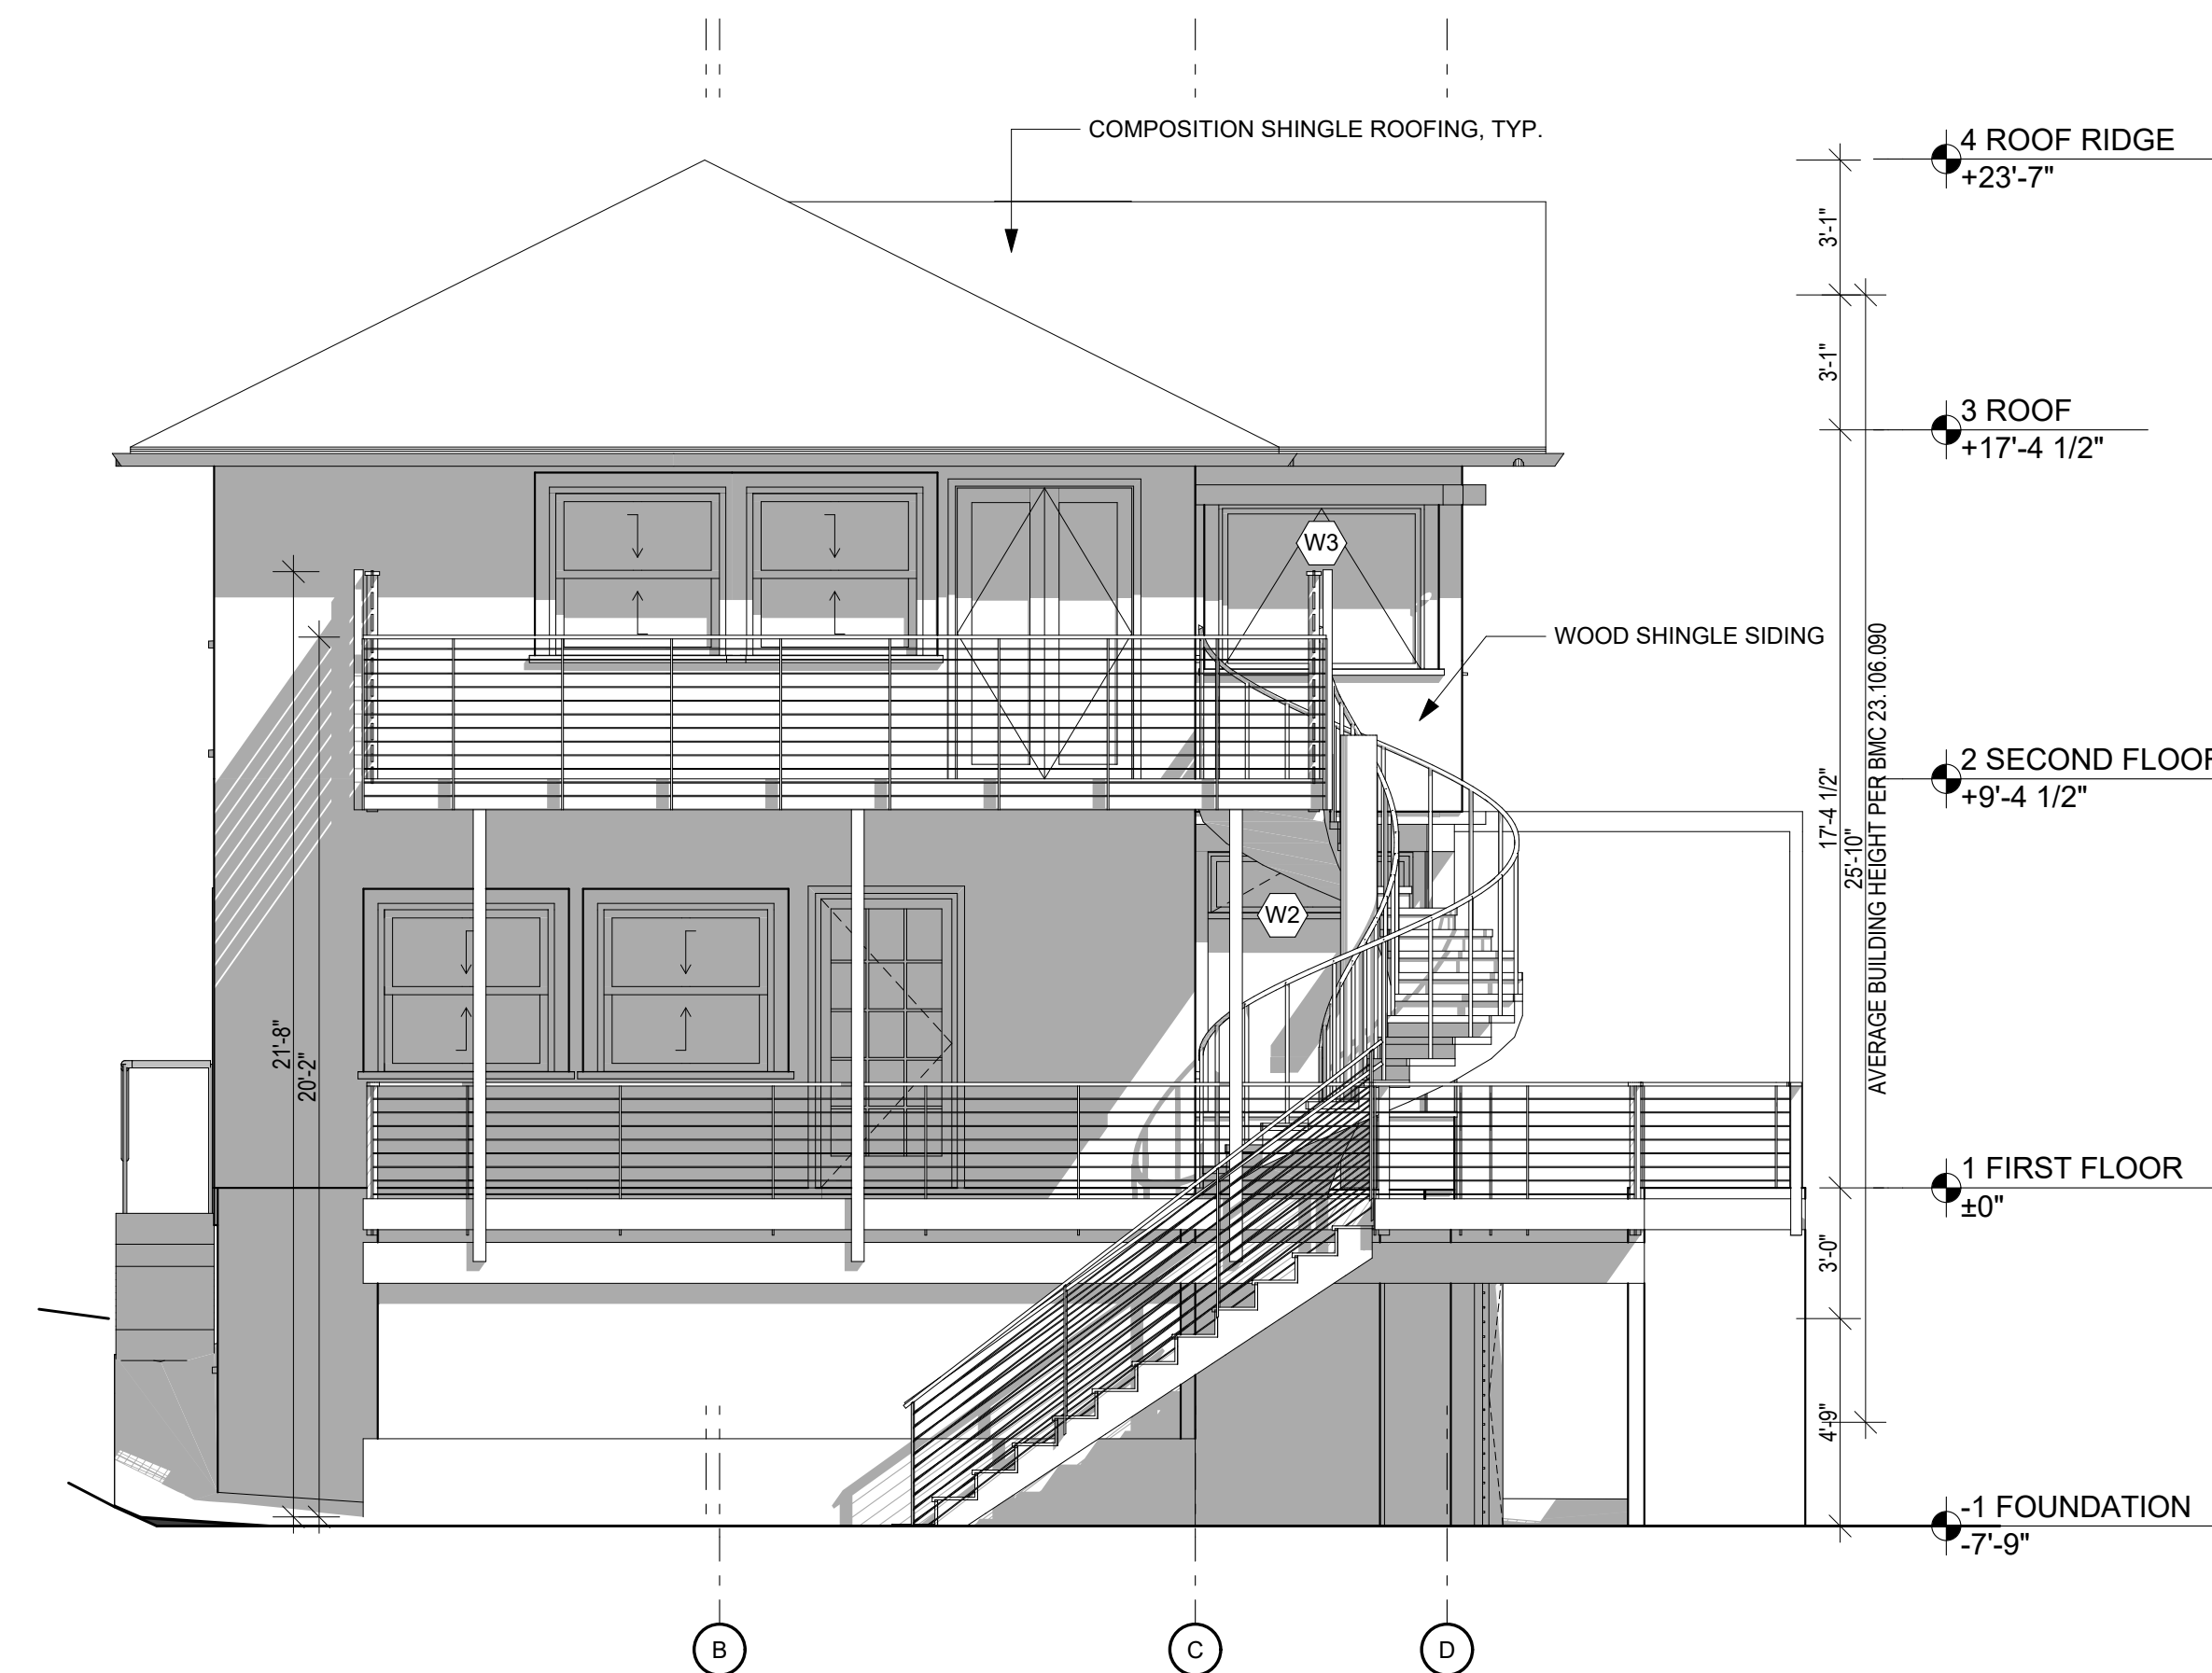 COMPOSITION SHINGLE ROOFING, TYP.
4 ROOF RIDGE
+23'-7"
3'-1"
3'-1"
3 ROOF
+17'-4 1/2"
W3
WOOD SHINGLE SIDING
2 SECOND FLOOR
+9'-4 1/2"
17'-4 1/2"
25'-10"
AVERAGE BUILDING HEIGHT PER BMC 23.106.090
W2
21'-8"
20'-2"
1 FIRST FLOOR
±0"
3'-0"
4'-9"
-1 FOUNDATION
-7'-9"
B
C
D